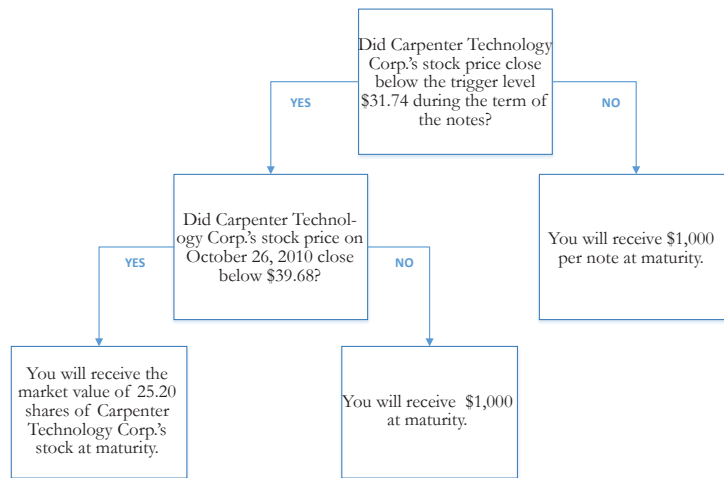 Did Carpenter Technology
Corp.'s stock price close
below the trigger level
$31.74 during the term of
the notes?
YES
NO
Did Carpenter Technol-
ogy Corp.'s stock price on
October 26, 2010 close
below $39.68?
You will receive $1,000
per note at maturity.
YES
NO
You will receive the
market value of 25.20
shares of Carpenter
Technology Corp.'s
stock at maturity.
You will receive $1,000
at maturity.